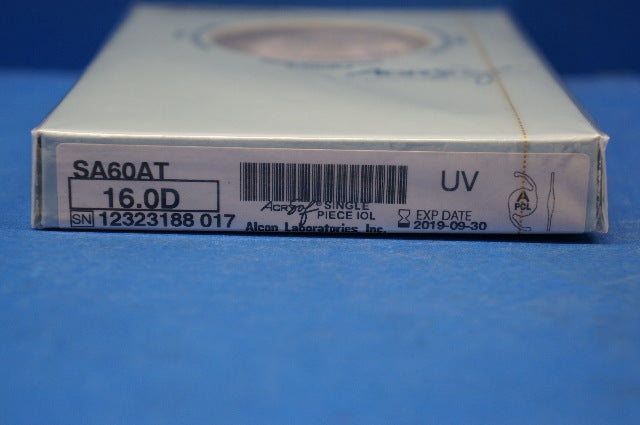 SA60AT
16.0D
SN 12323188 017
AcrySof® SINGLE
PIECE IOL
Alcon Laboratories, Inc.
UV
EXP DATE
2019-09-30
A
PCL